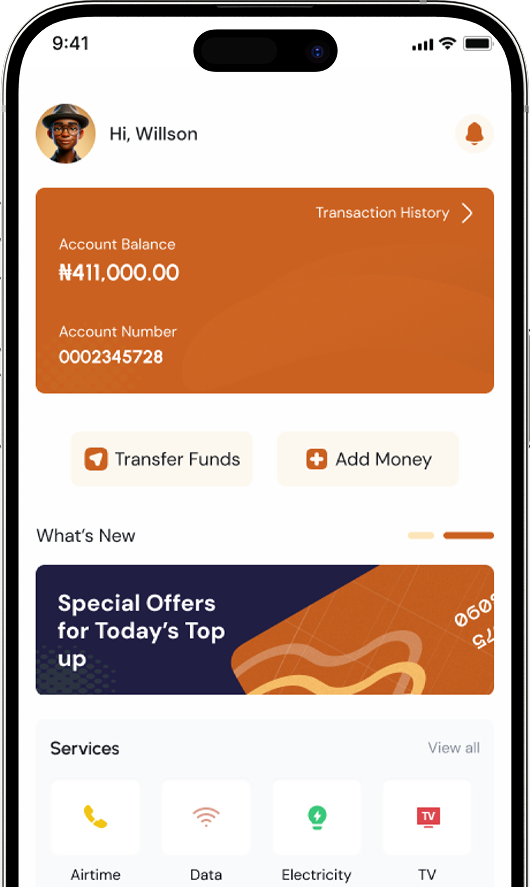 9:41
Hi, Willson
Transaction History
Account Balance
₦411,000.00
Account Number
0002345728
Transfer Funds
Add Money
What's New
Special Offers
for Today's Top
up
Services
View all
TV
Airtime
Data
Electricity
TV